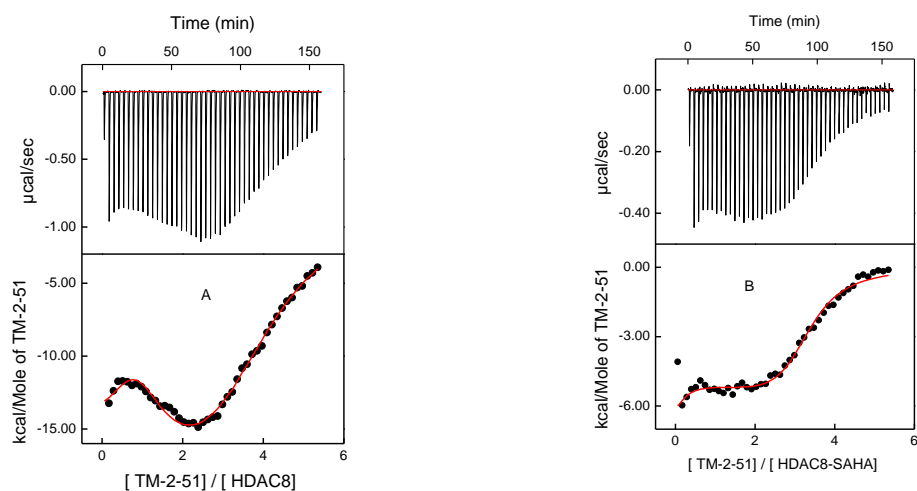 Time (min)
0 50 100 150
0.00
-0.50
-1.00
µcal/sec
-5.00
-10.00
-15.00
kcal/Mole of TM-2-51
A
0 2 4 6
[ TM-2-51] / [ HDAC8]
Time (min)
0 50 100 150
0.00
-0.20
-0.40
µcal/sec
0.00
-3.00
-6.00
kcal/Mole of TM-2-51
B
0 2 4 6
[ TM-2-51] / [ HDAC8-SAHA]